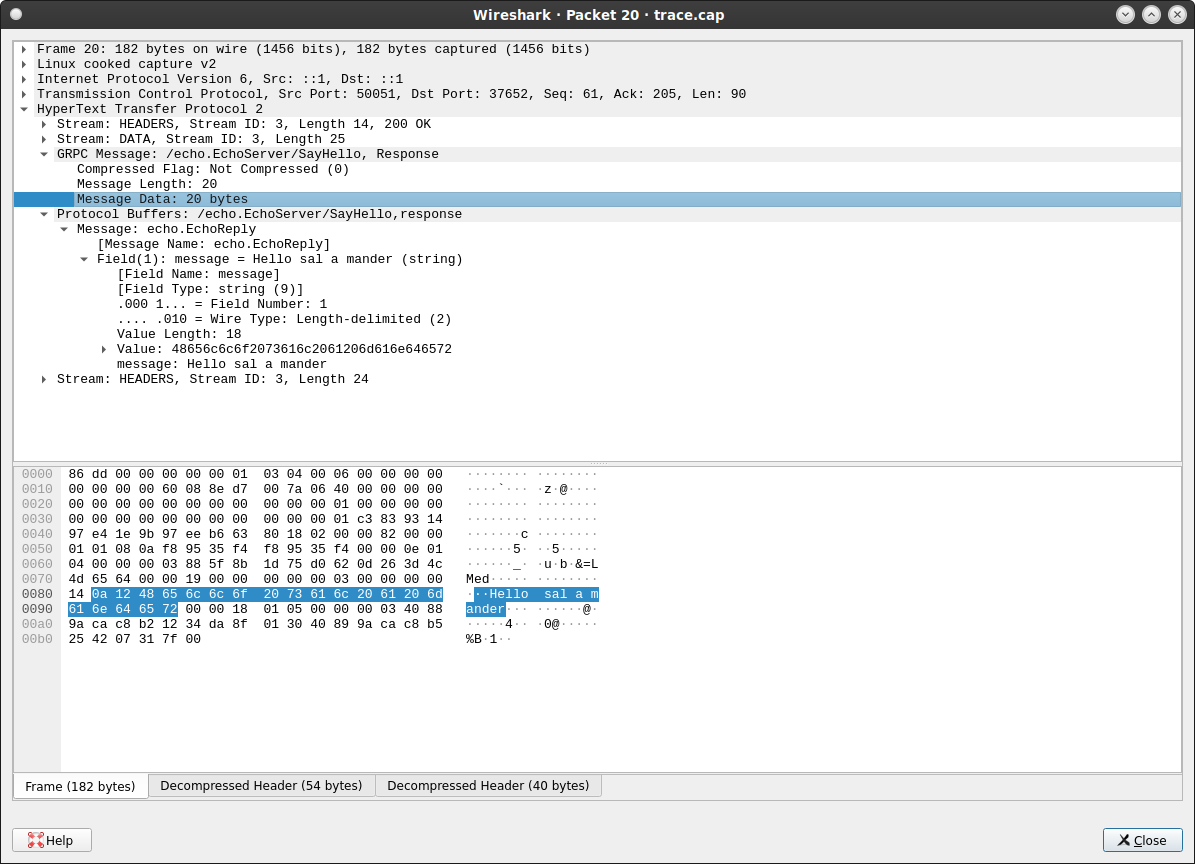 Wireshark · Packet 20 · trace.cap
Frame 20: 182 bytes on wire (1456 bits), 182 bytes captured (1456 bits)
Linux cooked capture v2
Internet Protocol Version 6, Src: ::1, Dst: ::1
Transmission Control Protocol, Src Port: 50051, Dst Port: 37652, Seq: 61, Ack: 205, Len: 90
HyperText Transfer Protocol 2
Stream: HEADERS, Stream ID: 3, Length 14, 200 OK
Stream: DATA, Stream ID: 3, Length 25
GRPC Message: /echo.EchoServer/SayHello, Response
Compressed Flag: Not Compressed (0)
Message Length: 20
Message Data: 20 bytes
Protocol Buffers: /echo.EchoServer/SayHello,response
Message: echo.EchoReply
[Message Name: echo.EchoReply]
Field(1): message = Hello sal a mander (string)
[Field Name: message]
[Field Type: string (9)]
.000 1... = Field Number: 1
.... .010 = Wire Type: Length-delimited (2)
Value Length: 18
Value: 48656c6c6f2073616c2061206d616e646572
message: Hello sal a mander
Stream: HEADERS, Stream ID: 3, Length 24
0000 86 dd 00 00 00 00 00 01 03 04 00 06 00 00 00 00 ········ ········
0010 00 00 00 00 60 08 8e d7 00 7a 06 40 00 00 00 00 ····`··· ·z·@····
0020 00 00 00 00 00 00 00 00 00 00 00 01 00 00 00 00 ········ ········
0030 00 00 00 00 00 00 00 00 00 00 00 01 c3 83 93 14 ········ ········
0040 97 e4 1e 9b 97 ee b6 63 80 18 02 00 00 82 00 00 ·······c ········
0050 01 01 08 0a f8 95 35 f4 f8 95 35 f4 00 00 0e 01 ······5· ··5·····
0060 04 00 00 00 03 88 5f 8b 1d 75 d0 62 0d 26 3d 4c ······_· ·u·b·&=L
0070 4d 65 64 00 00 19 00 00 00 00 00 03 00 00 00 00 Med····· ········
0080 14 0a 12 48 65 6c 6c 6f 20 73 61 6c 20 61 20 6d ···Hello sal a m
0090 61 6e 64 65 72 00 00 18 01 05 00 00 00 03 40 88 ander··· ······@·
00a0 9a ca c8 b2 12 34 da 8f 01 30 40 89 9a ca c8 b5 ·····4·· ·0@·····
00b0 25 42 07 31 7f 00 %B·1··
Frame (182 bytes) Decompressed Header (54 bytes) Decompressed Header (40 bytes)
Help Close